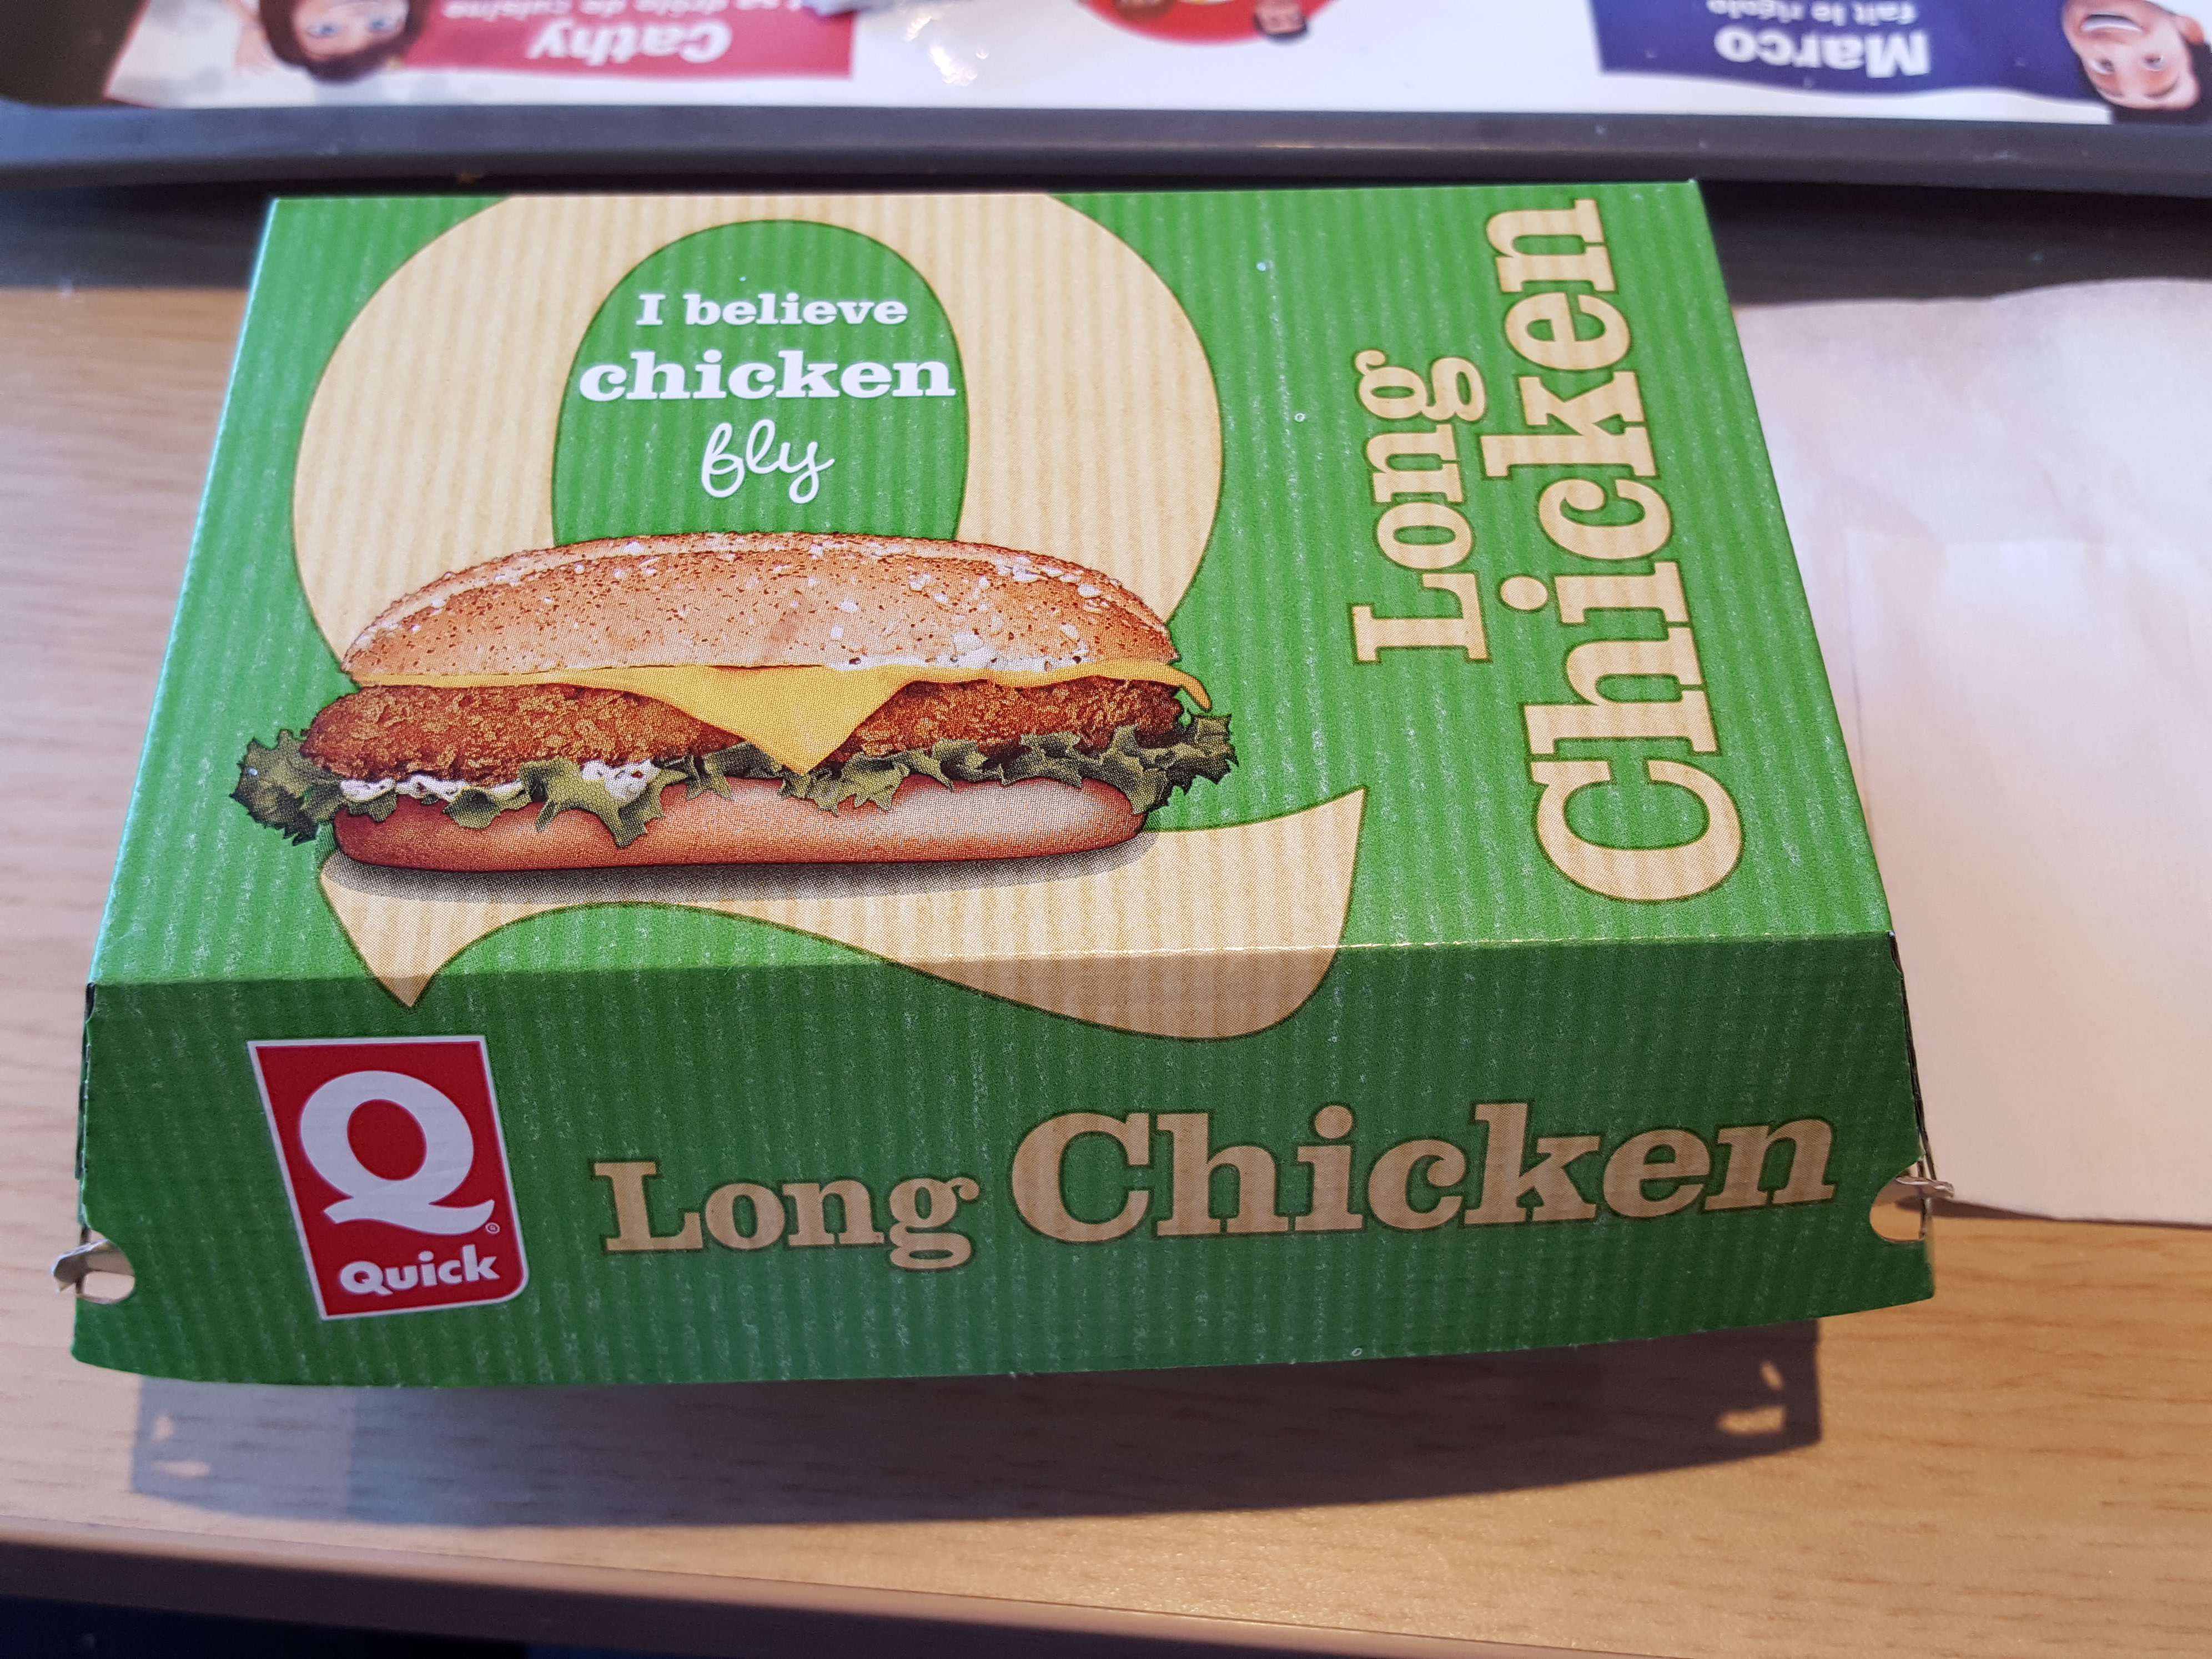 Cathy
Marco
fait le rigolo
I believe
chicken
fly
Long
Chicken
Q
Quick
Long Chicken